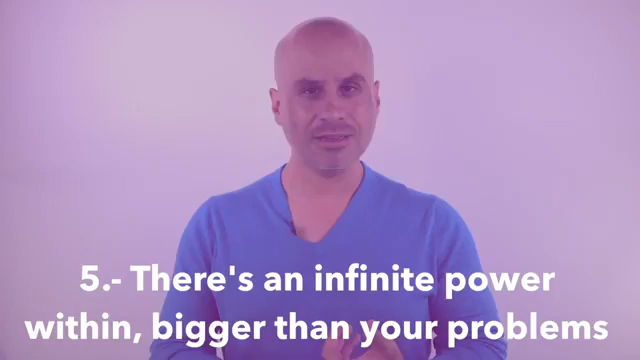 5.- There's an infinite power
within, bigger than your problems